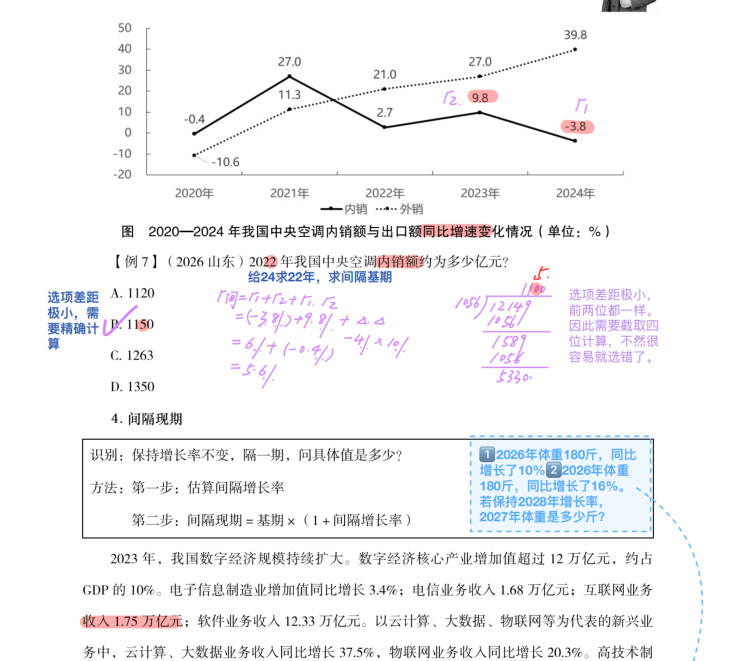 50
40
30
20
10
0
-10
-20
39.8
27.0
27.0
21.0
11.3
r₂
9.8
r₁
-0.4
2.7
-3.8
-10.6
2020年 2021年 2022年 2023年 2024年
内销 外销
图 2020—2024 年我国中央空调内销额与出口额同比增速变化情况（单位：%）
【例 7】（2026 山东）2022 年我国中央空调内销额约为多少亿元？
给24求22年，求间隔基期
选项差距
极小，需
要精确计
算
A. 1120
B. 1150
C. 1263
D. 1350
r间=r₁+r₂+r₁·r₂
=(-3.8%)+9.8%+△·△
=6%+(-0.4%) -4%×10%
=5.6%
5.
1100
1056 12149
1056
1589
1056
5330
选项差距极小，
前两位都一样。
因此需要截取四
位计算，不然很
容易就选错了。
4. 间隔现期
识别：保持增长率不变，隔一期，问具体值是多少？
方法：第一步：估算间隔增长率
第二步：间隔现期 = 基期 ×（1 + 间隔增长率）
1 2026年体重180斤，同比
增长了10% 2 2026年体重
180斤，同比增长了16%。
若保持2028年增长率，
2027年体重是多少斤？
2023 年，我国数字经济规模持续扩大。数字经济核心产业增加值超过 12 万亿元，约占
GDP 的 10%。电子信息制造业增加值同比增长 3.4%；电信业务收入 1.68 万亿元；互联网业务
收入 1.75 万亿元；软件业务收入 12.33 万亿元。以云计算、大数据、物联网等为代表的新兴业
务中，云计算、大数据业务收入同比增长 37.5%，物联网业务收入同比增长 20.3%。高技术制